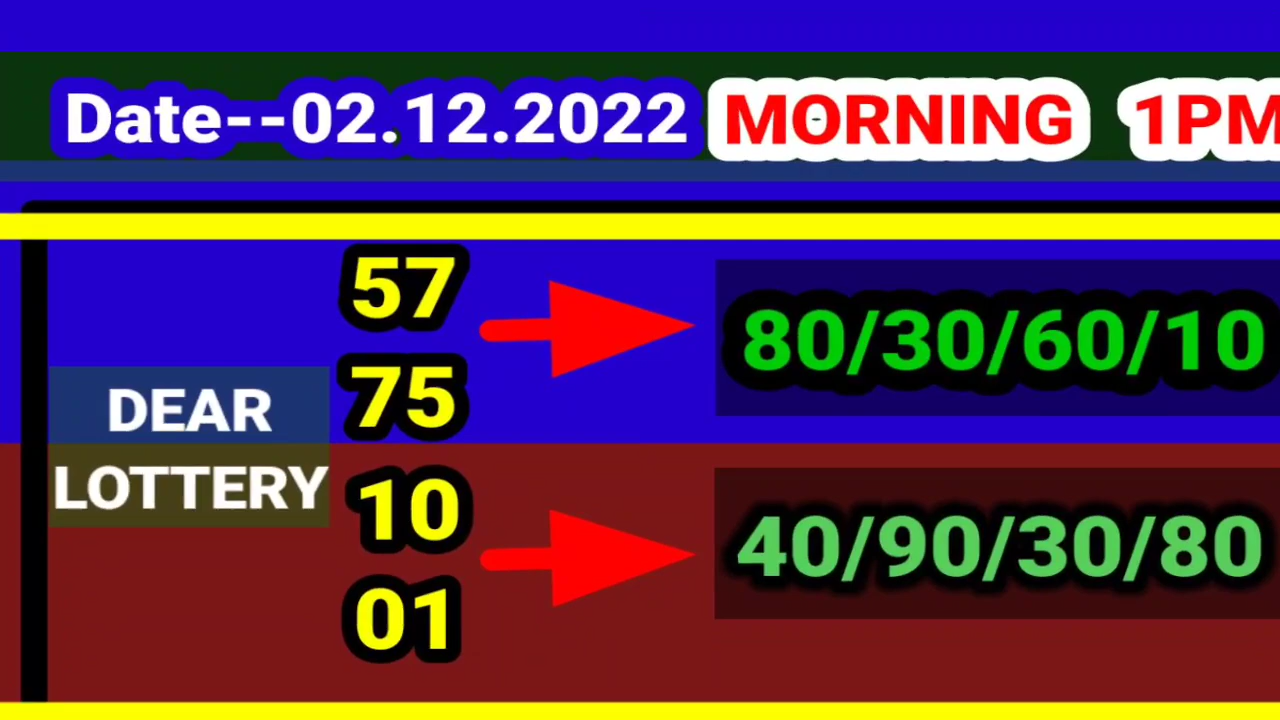 Date--02.12.2022 MORNING 1PM
57
80/30/60/10
75
DEAR
LOTTERY
10
40/90/30/80
01